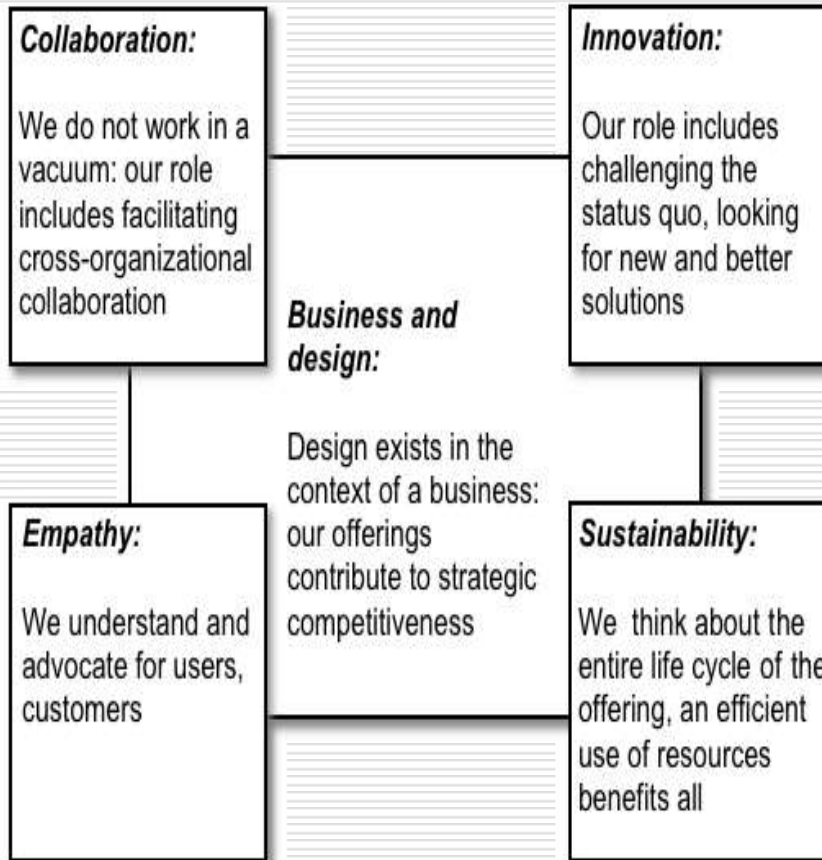 Collaboration:
We do not work in a
vacuum: our role
includes facilitating
cross-organizational
collaboration
Innovation:
Our role includes
challenging the
status quo, looking
for new and better
solutions
Business and
design:
Design exists in the
context of a business:
our offerings
contribute to strategic
competitiveness
Empathy:
We understand and
advocate for users,
customers
Sustainability:
We  think about the
entire life cycle of the
offering, an efficient
use of resources
benefits all